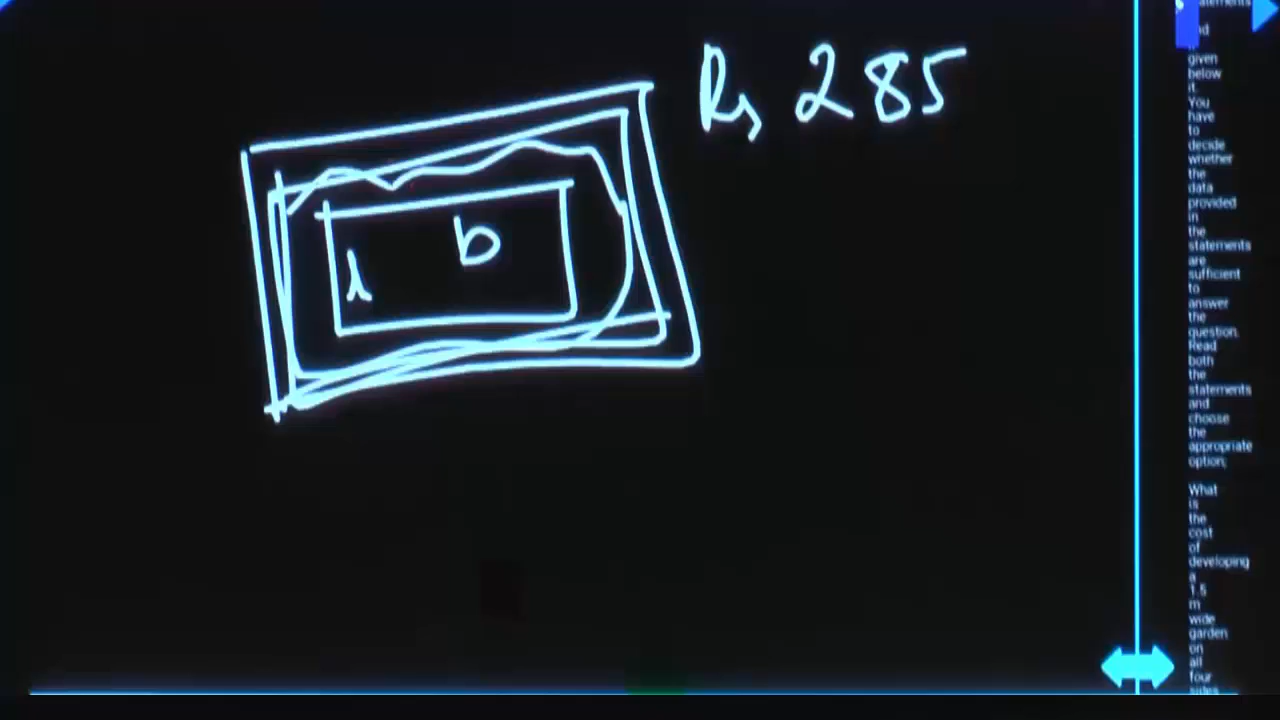 Rs 285
b
l
statements
given
below
it.
You
have
to
decide
whether
the
data
provided
in
the
statements
are
sufficient
to
answer
the
question.
Read
both
the
statements
and
choose
the
appropriate
option;
What
is
the
cost
of
developing
a
1.5
m
wide
garden
on
all
four
sides